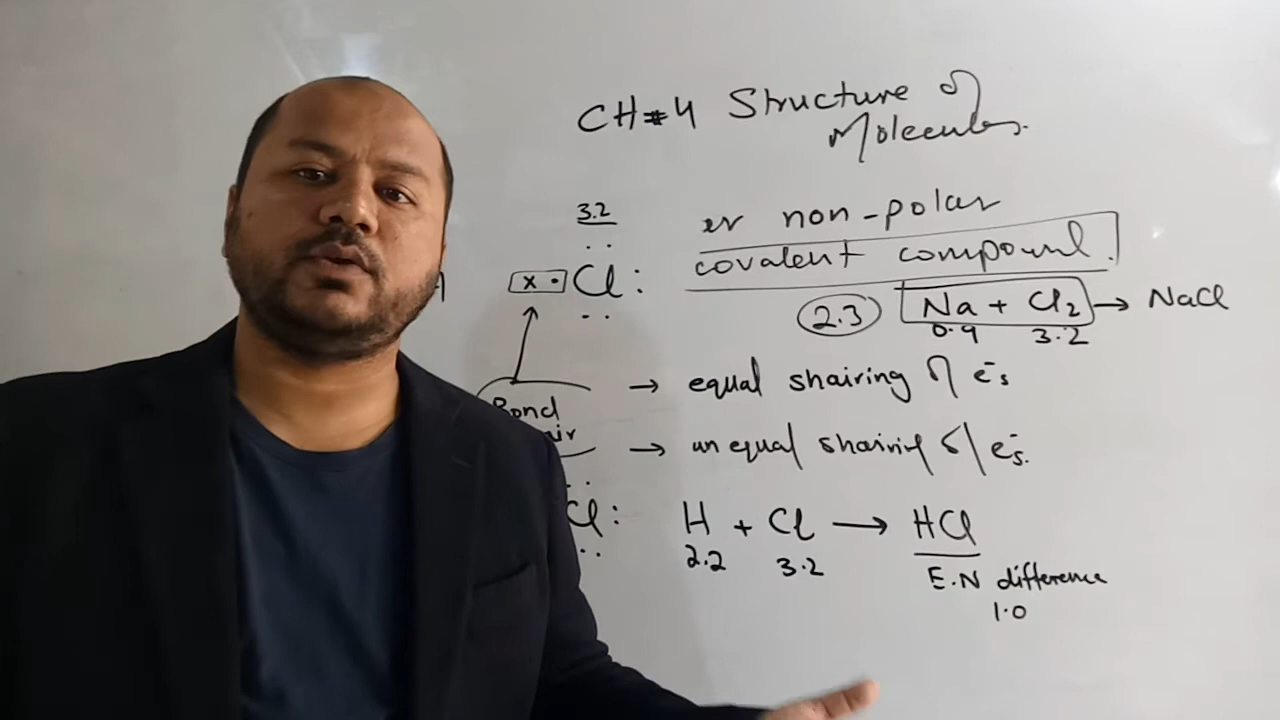 CH#4 Structure of
Molecules.
3.2
er non-polar
covalent compound.
x • Cl :
2.3 Na + Cl₂ → NaCl
0.9 3.2
→ equal shairing of e⁻s
Bond
→ unequal shairing of e⁻s.
Cl :
H + Cl → HCl
2.2 3.2
E.N difference
1.0